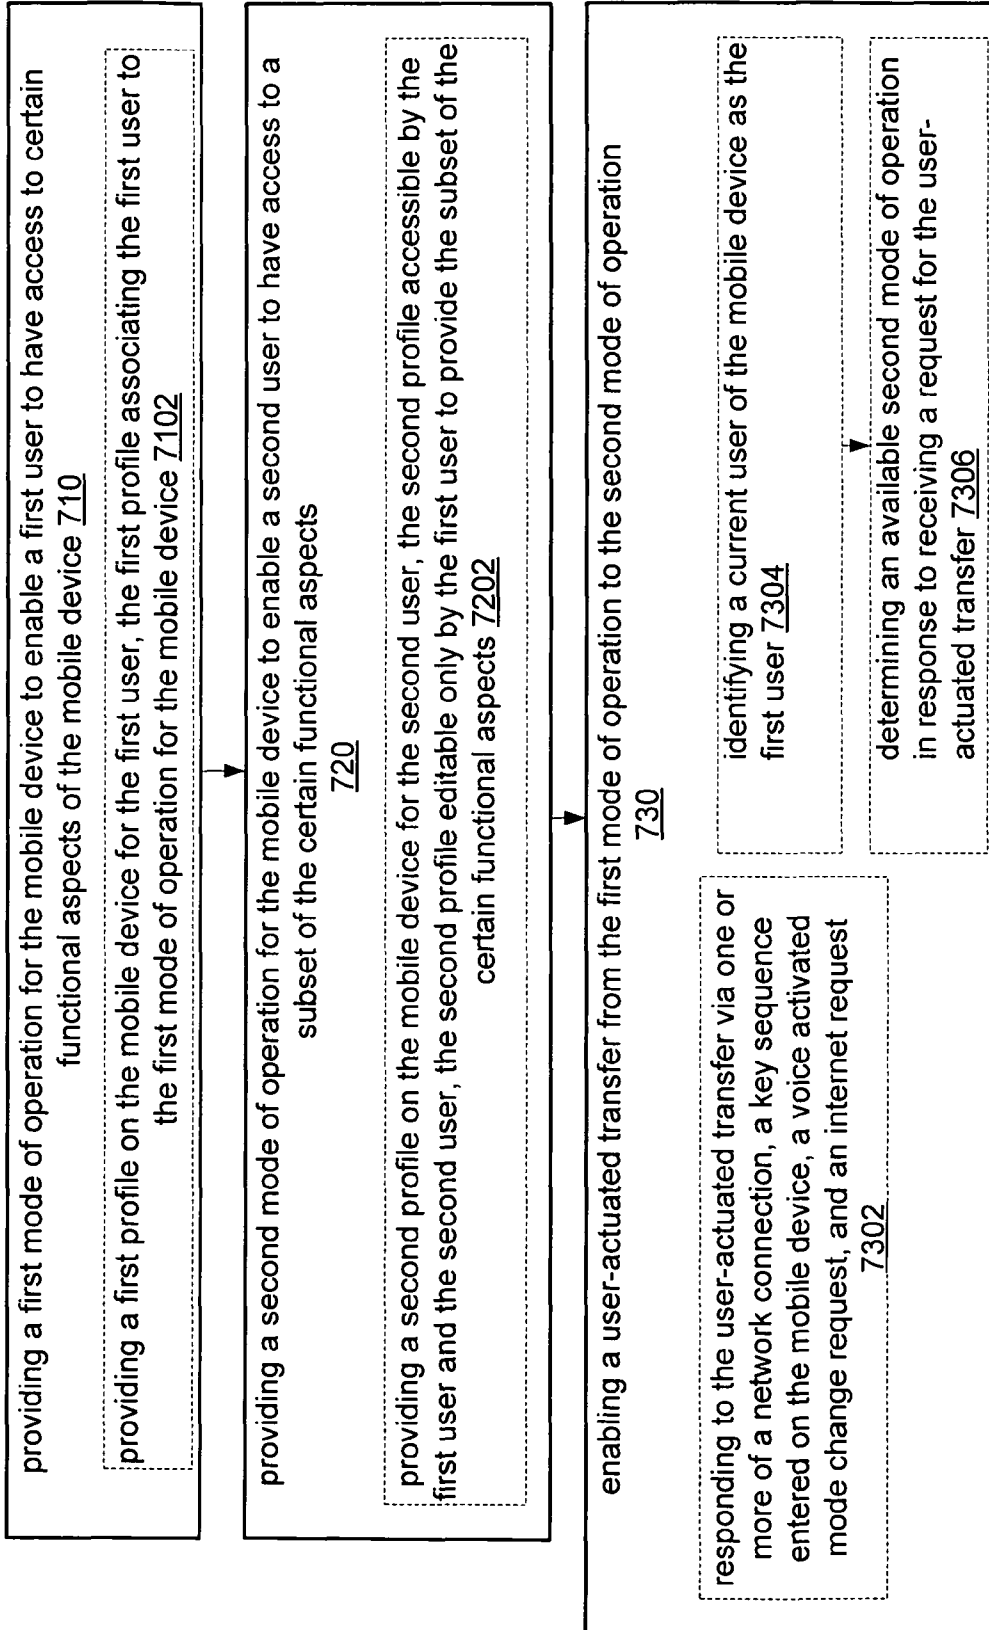 providing a first mode of operation for the mobile device to enable a first user to have access to certain
functional aspects of the mobile device 710
providing a first profile on the mobile device for the first user, the first profile associating the first user to
the first mode of operation for the mobile device 7102
providing a second mode of operation for the mobile device to enable a second user to have access to a
subset of the certain functional aspects
720
providing a second profile on the mobile device for the second user, the second profile accessible by the
first user and the second user, the second profile editable only by the first user to provide the subset of the
certain functional aspects 7202
enabling a user-actuated transfer from the first mode of operation to the second mode of operation
730
responding to the user-actuated transfer via one or
more of a network connection, a key sequence
entered on the mobile device, a voice activated
mode change request, and an internet request
7302
identifying a current user of the mobile device as the
first user 7304
determining an available second mode of operation
in response to receiving a request for the user-
actuated transfer 7306